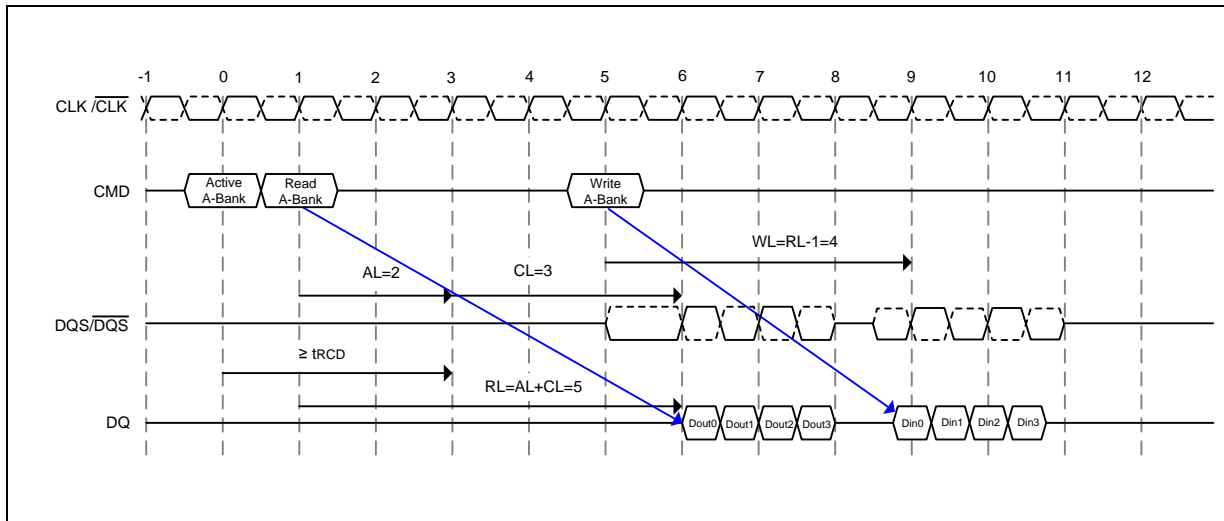 -1 0 1 2 3 4 5 6 7 8 9 10 11 12
CLK /CLK
CMD
Active
A-Bank
Read
A-Bank
Write
A-Bank
WL=RL-1=4
AL=2
CL=3
DQS/DQS
≥ tRCD
RL=AL+CL=5
DQ
Dout0 Dout1 Dout2 Dout3 Din0 Din1 Din2 Din3